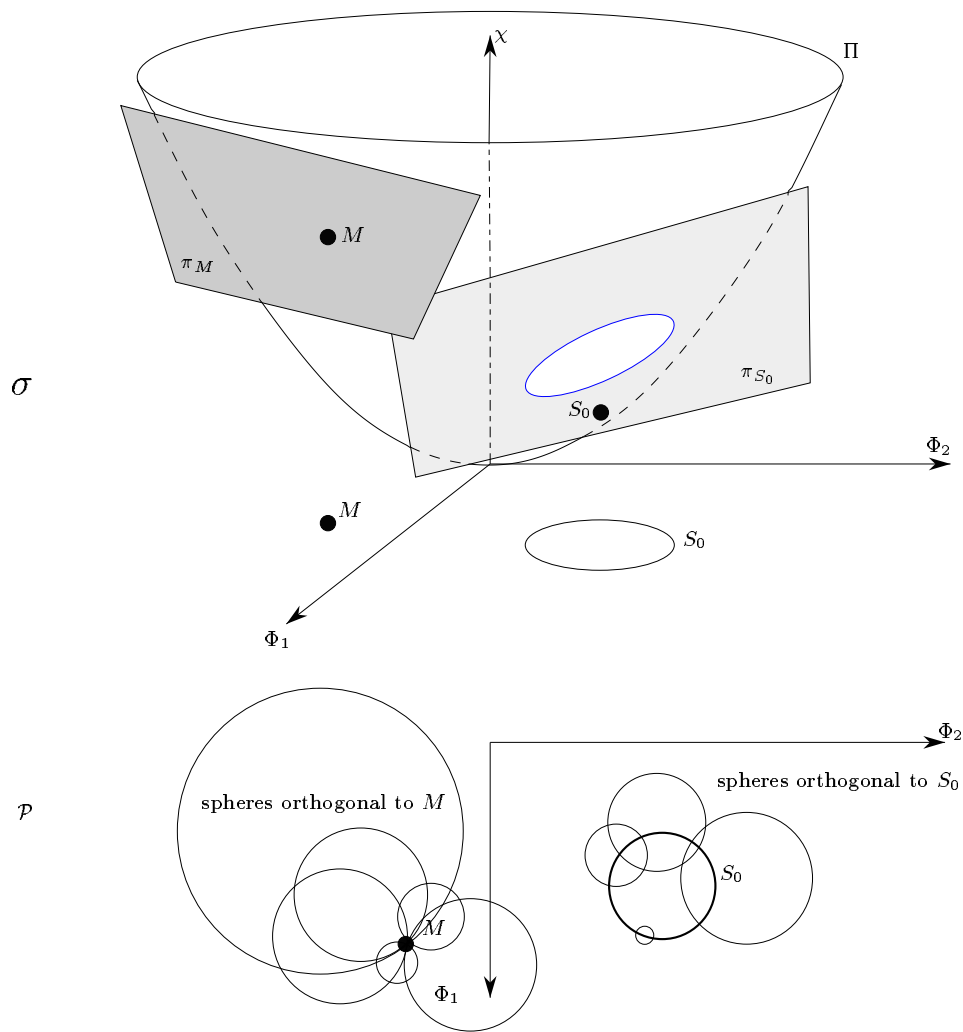 χ
Π
M
π_M
σ
π_{S_0}
S_0
Φ_2
M
S_0
Φ_1
Φ_2
spheres orthogonal to S_0
spheres orthogonal to M
𝒫
S_0
M
Φ_1